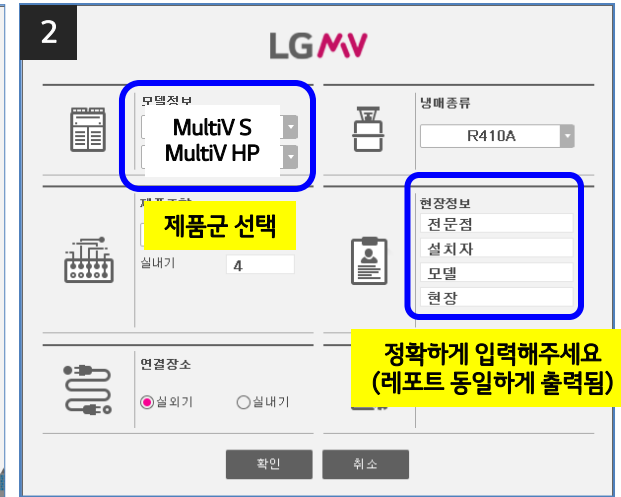 2
LGMV
모델정보
MultiV S
MultiV HP
냉매종류
R410A
제품군 선택
실내기 4
현장정보
전문점
설치자
모델
현장
정확하게 입력해주세요
(레포트 동일하게 출력됨)
연결장소
실외기 실내기
확인 취소